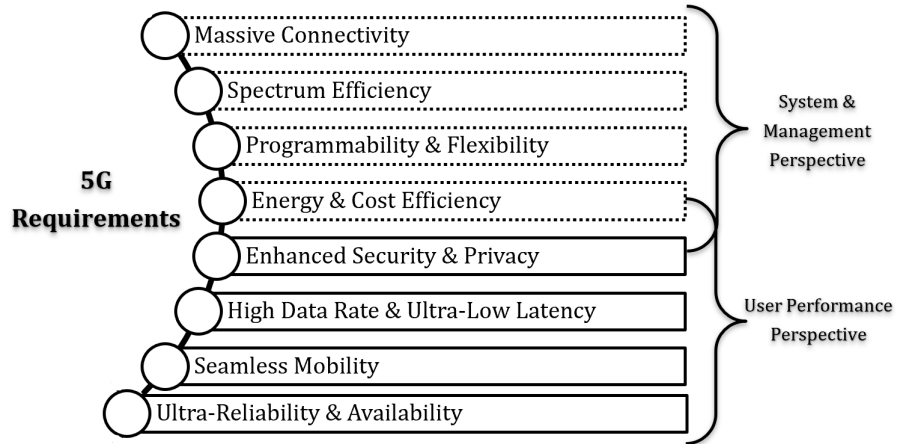 Massive Connectivity
Spectrum Efficiency
Programmability & Flexibility
Energy & Cost Efficiency
Enhanced Security & Privacy
High Data Rate & Ultra-Low Latency
Seamless Mobility
Ultra-Reliability & Availability
5G
Requirements
System &
Management
Perspective
User Performance
Perspective